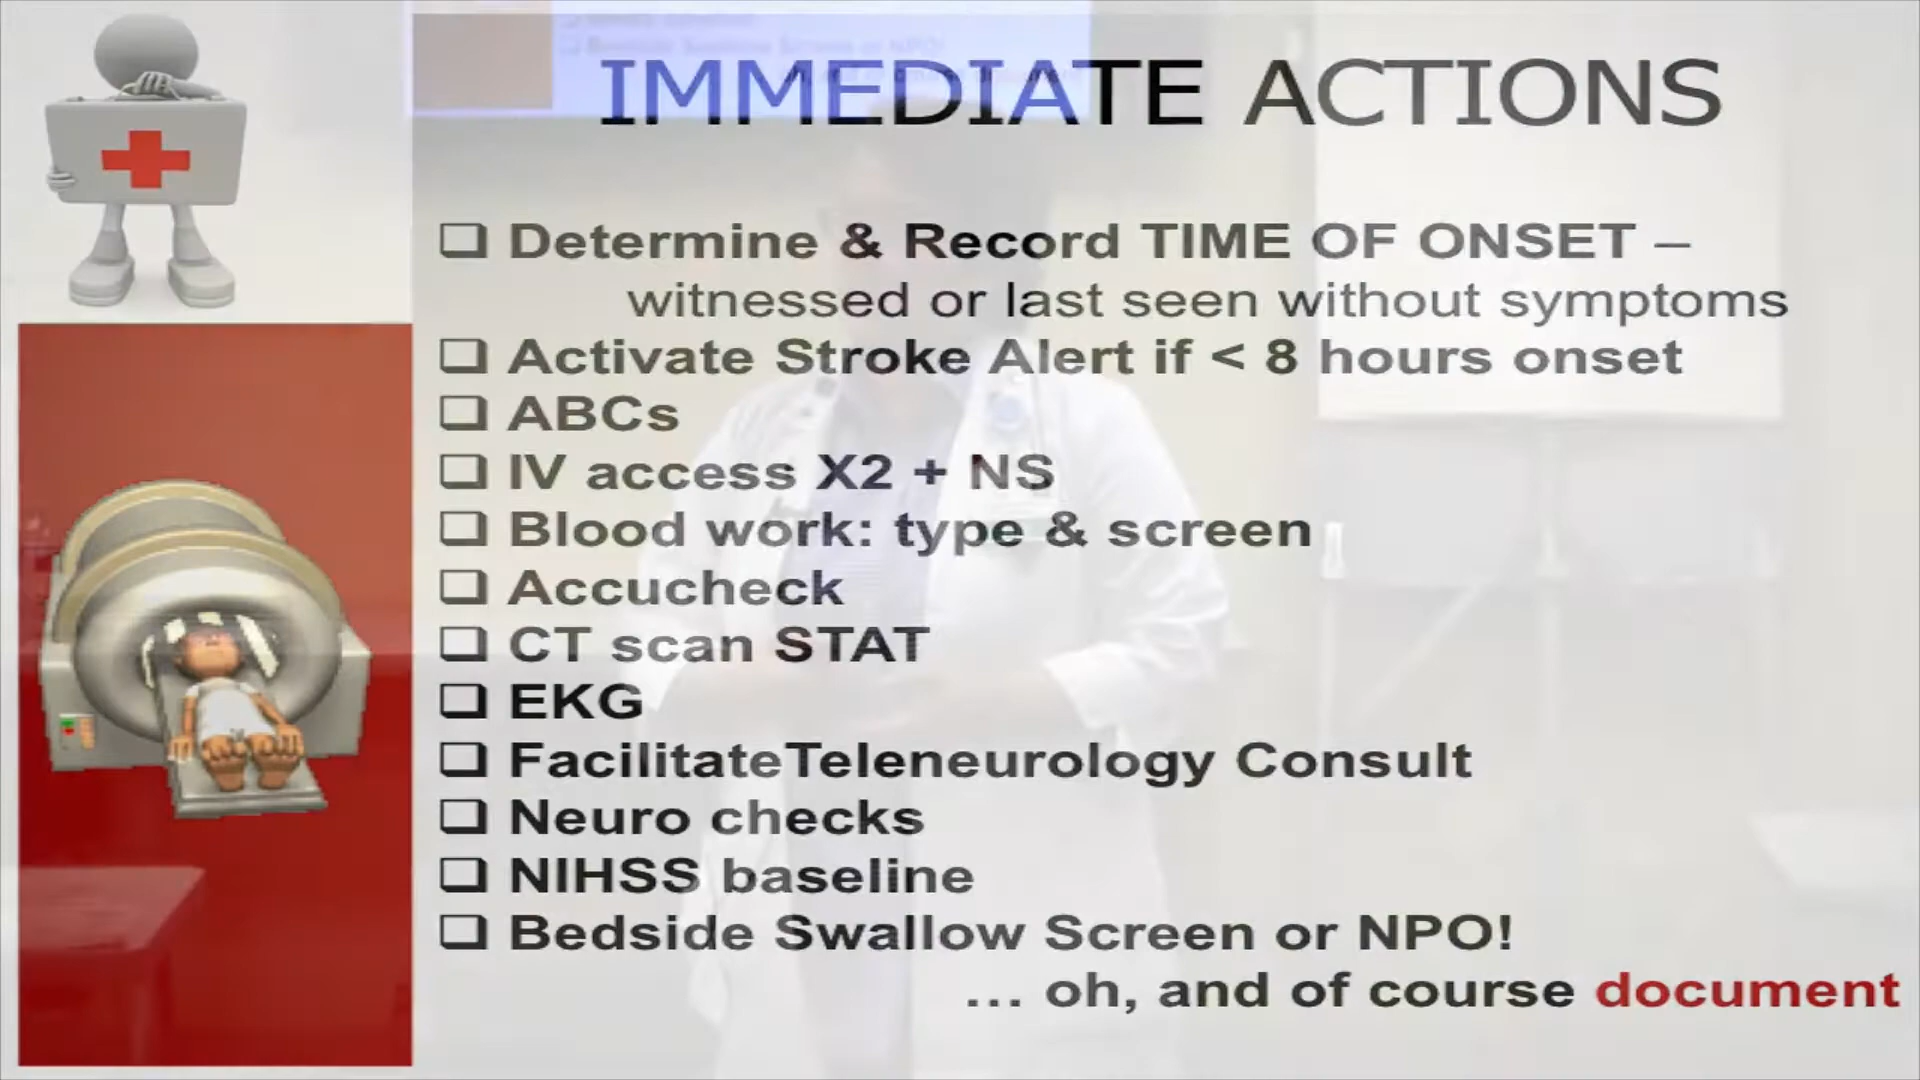 IMMEDIATE ACTIONS
❑ Determine & Record TIME OF ONSET –
witnessed or last seen without symptoms
❑ Activate Stroke Alert if < 8 hours onset
❑ ABCs
❑ IV access X2 + NS
❑ Blood work: type & screen
❑ Accucheck
❑ CT scan STAT
❑ EKG
❑ FacilitateTeleneurology Consult
❑ Neuro checks
❑ NIHSS baseline
❑ Bedside Swallow Screen or NPO!
... oh, and of course document